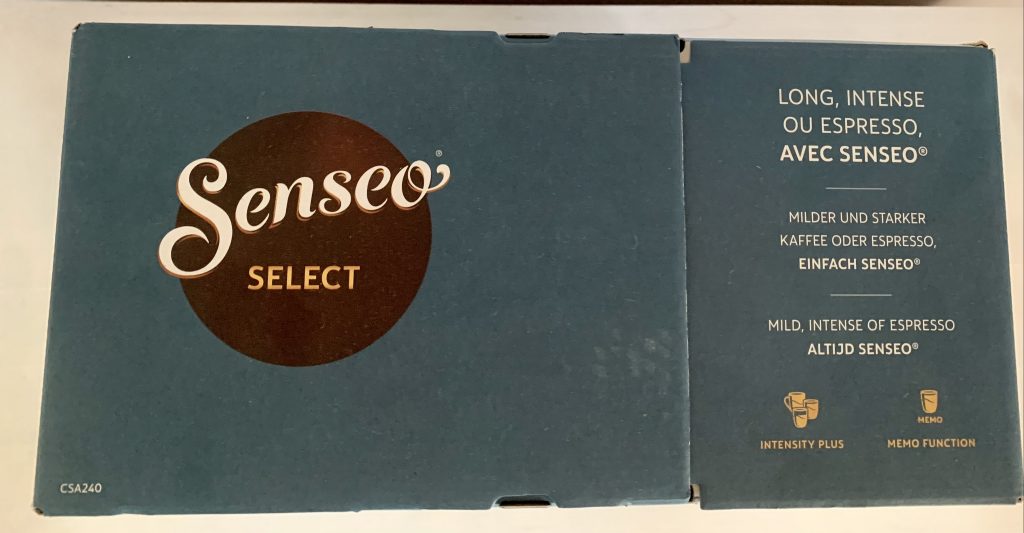 Senseo®
SELECT
CSA240
LONG, INTENSE
OU ESPRESSO,
AVEC SENSEO®
MILDER UND STARKER
KAFFEE ODER ESPRESSO,
EINFACH SENSEO®
MILD, INTENSE OF ESPRESSO
ALTIJD SENSEO®
MEMO
INTENSITY PLUS
MEMO FUNCTION